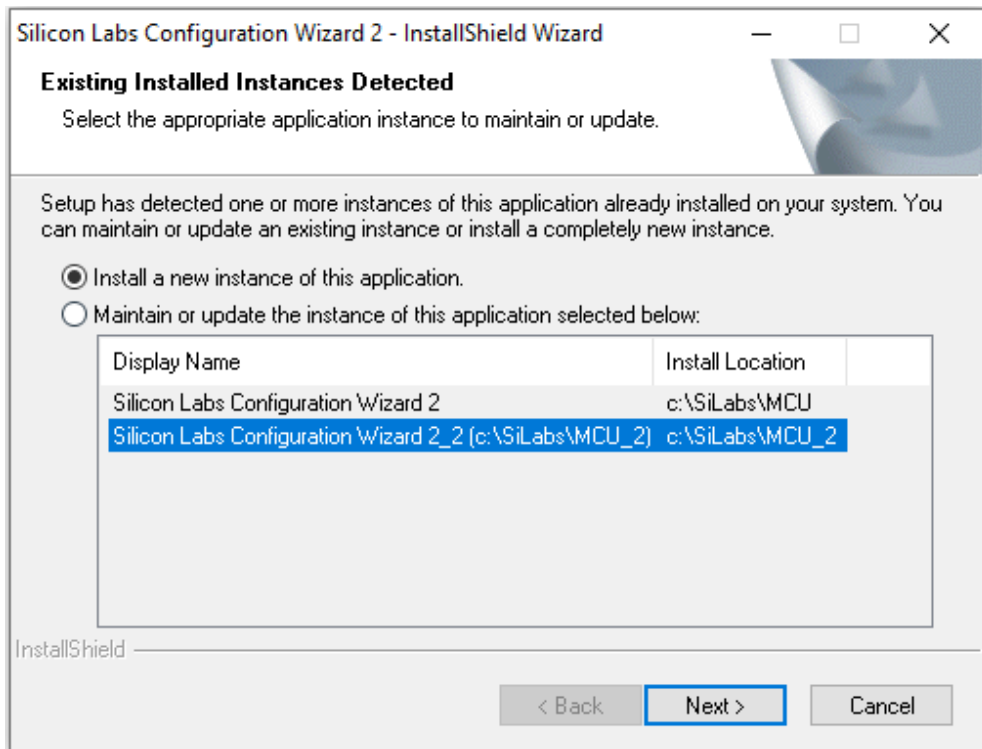 Silicon Labs Configuration Wizard 2 - InstallShield Wizard
Existing Installed Instances Detected
Select the appropriate application instance to maintain or update.
Setup has detected one or more instances of this application already installed on your system. You
can maintain or update an existing instance or install a completely new instance.
Install a new instance of this application.
Maintain or update the instance of this application selected below:
Display Name Install Location
Silicon Labs Configuration Wizard 2 c:\SiLabs\MCU
Silicon Labs Configuration Wizard 2_2 (c:\SiLabs\MCU_2) c:\SiLabs\MCU_2
InstallShield
< Back Next > Cancel